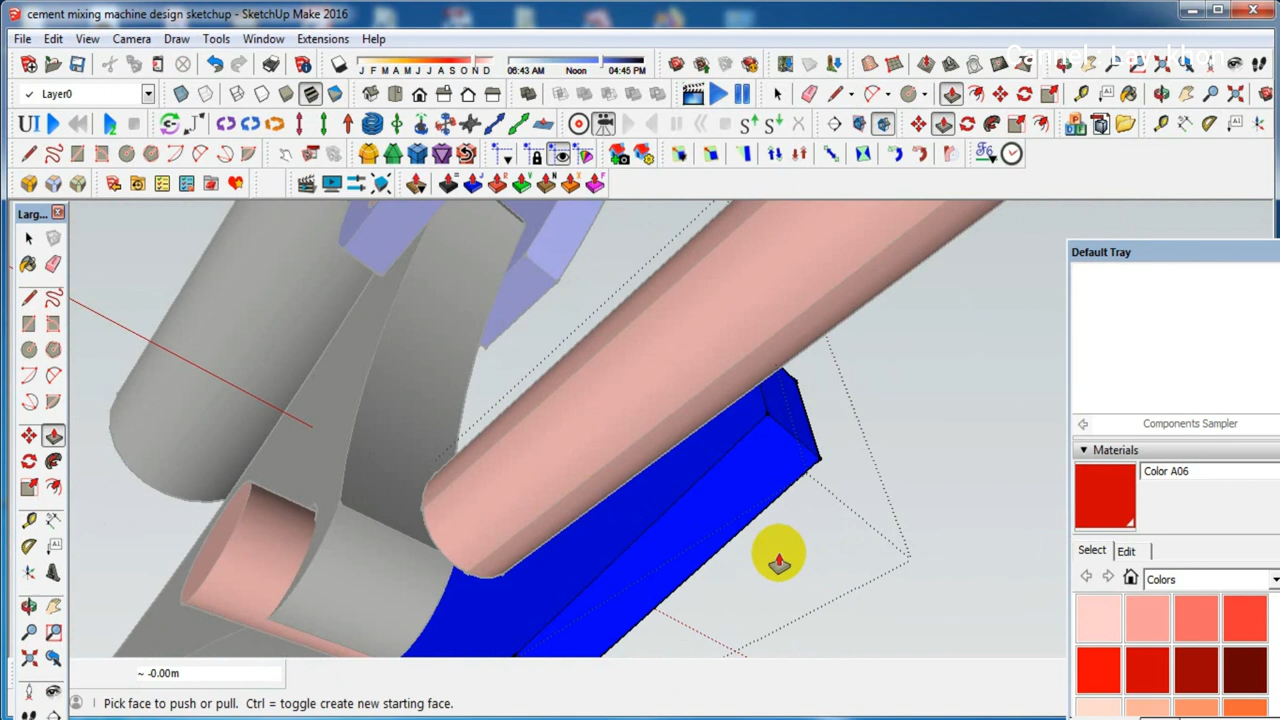 cement mixing machine design sketchup - SketchUp Make 2016
File Edit View Camera Draw Tools Window Extensions Help
J F M A M J J A S O N D
06:43 AM Noon 04:45 PM
Layer0
UI
Larg...
Default Tray
Components Sampler
Materials
Color A06
Select Edit
Colors
~ -0.00m
Pick face to push or pull. Ctrl = toggle create new starting face.